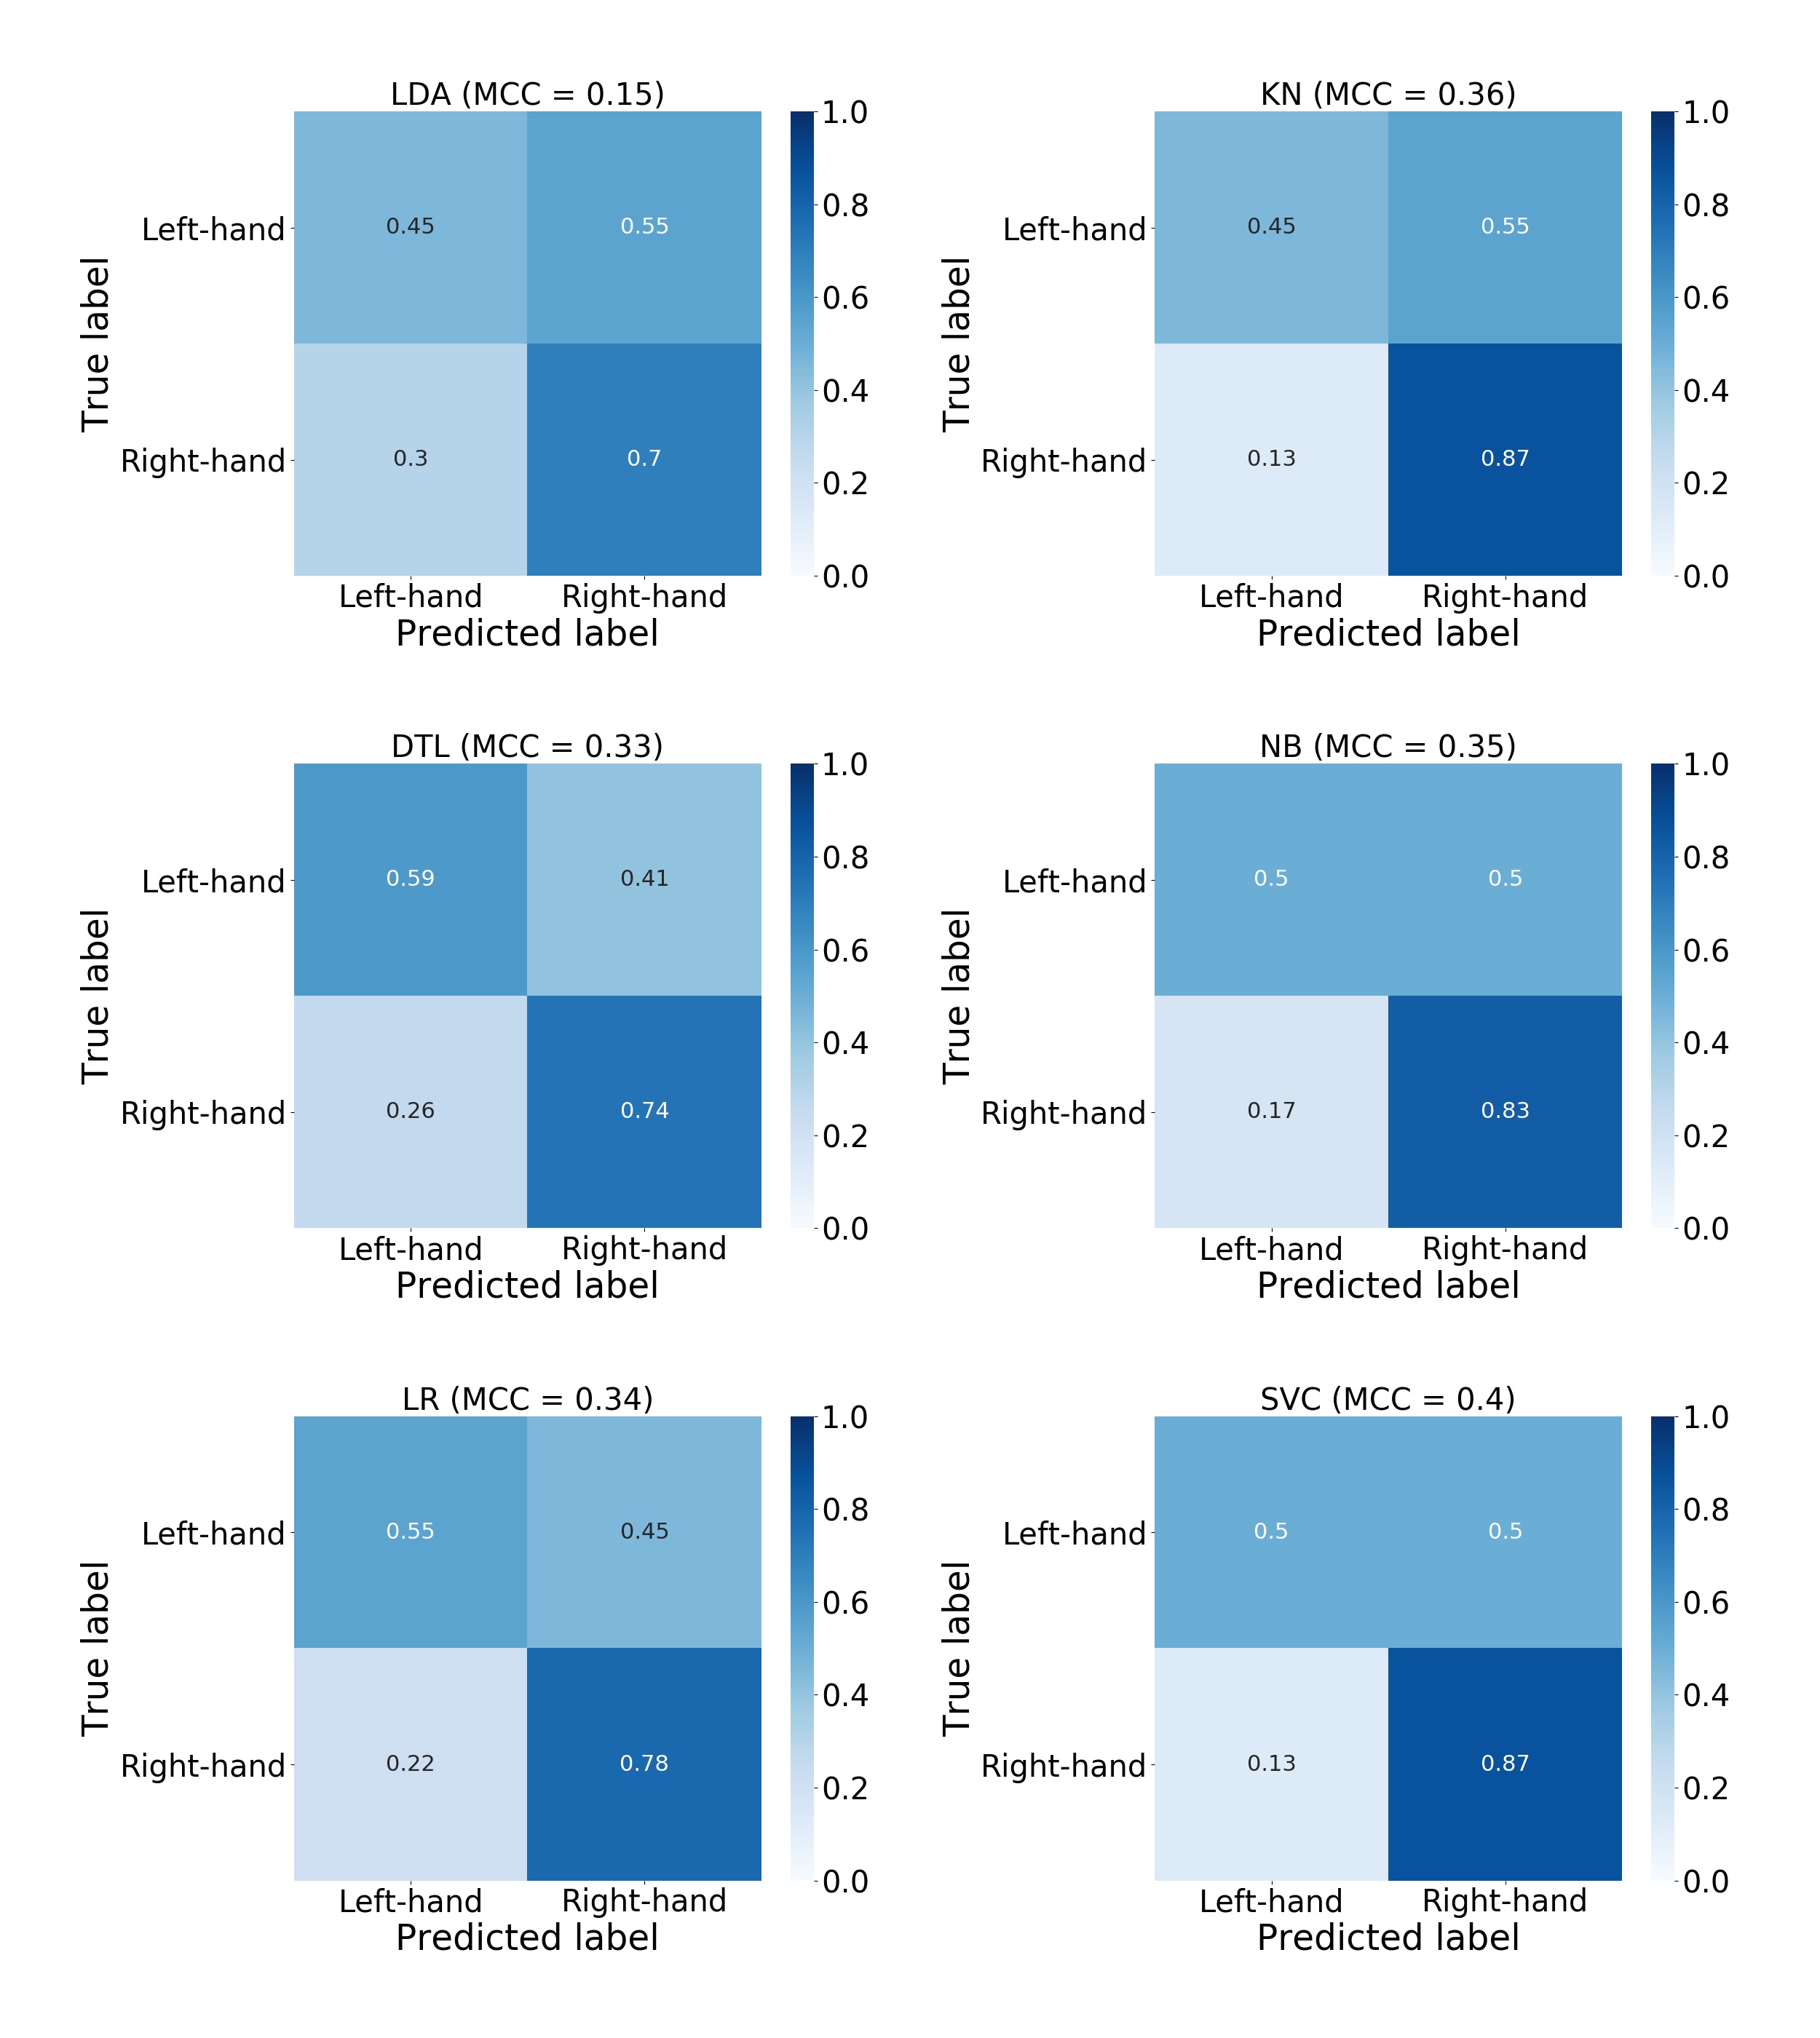 LDA (MCC = 0.15)
True label
Left-hand
0.45 0.55
Right-hand
0.3 0.7
Left-hand Right-hand
Predicted label
1.0
0.8
0.6
0.4
0.2
0.0
KN (MCC = 0.36)
True label
Left-hand
0.45 0.55
Right-hand
0.13 0.87
Left-hand Right-hand
Predicted label
1.0
0.8
0.6
0.4
0.2
0.0
DTL (MCC = 0.33)
True label
Left-hand
0.59 0.41
Right-hand
0.26 0.74
Left-hand Right-hand
Predicted label
1.0
0.8
0.6
0.4
0.2
0.0
NB (MCC = 0.35)
True label
Left-hand
0.5 0.5
Right-hand
0.17 0.83
Left-hand Right-hand
Predicted label
1.0
0.8
0.6
0.4
0.2
0.0
LR (MCC = 0.34)
True label
Left-hand
0.55 0.45
Right-hand
0.22 0.78
Left-hand Right-hand
Predicted label
1.0
0.8
0.6
0.4
0.2
0.0
SVC (MCC = 0.4)
True label
Left-hand
0.5 0.5
Right-hand
0.13 0.87
Left-hand Right-hand
Predicted label
1.0
0.8
0.6
0.4
0.2
0.0